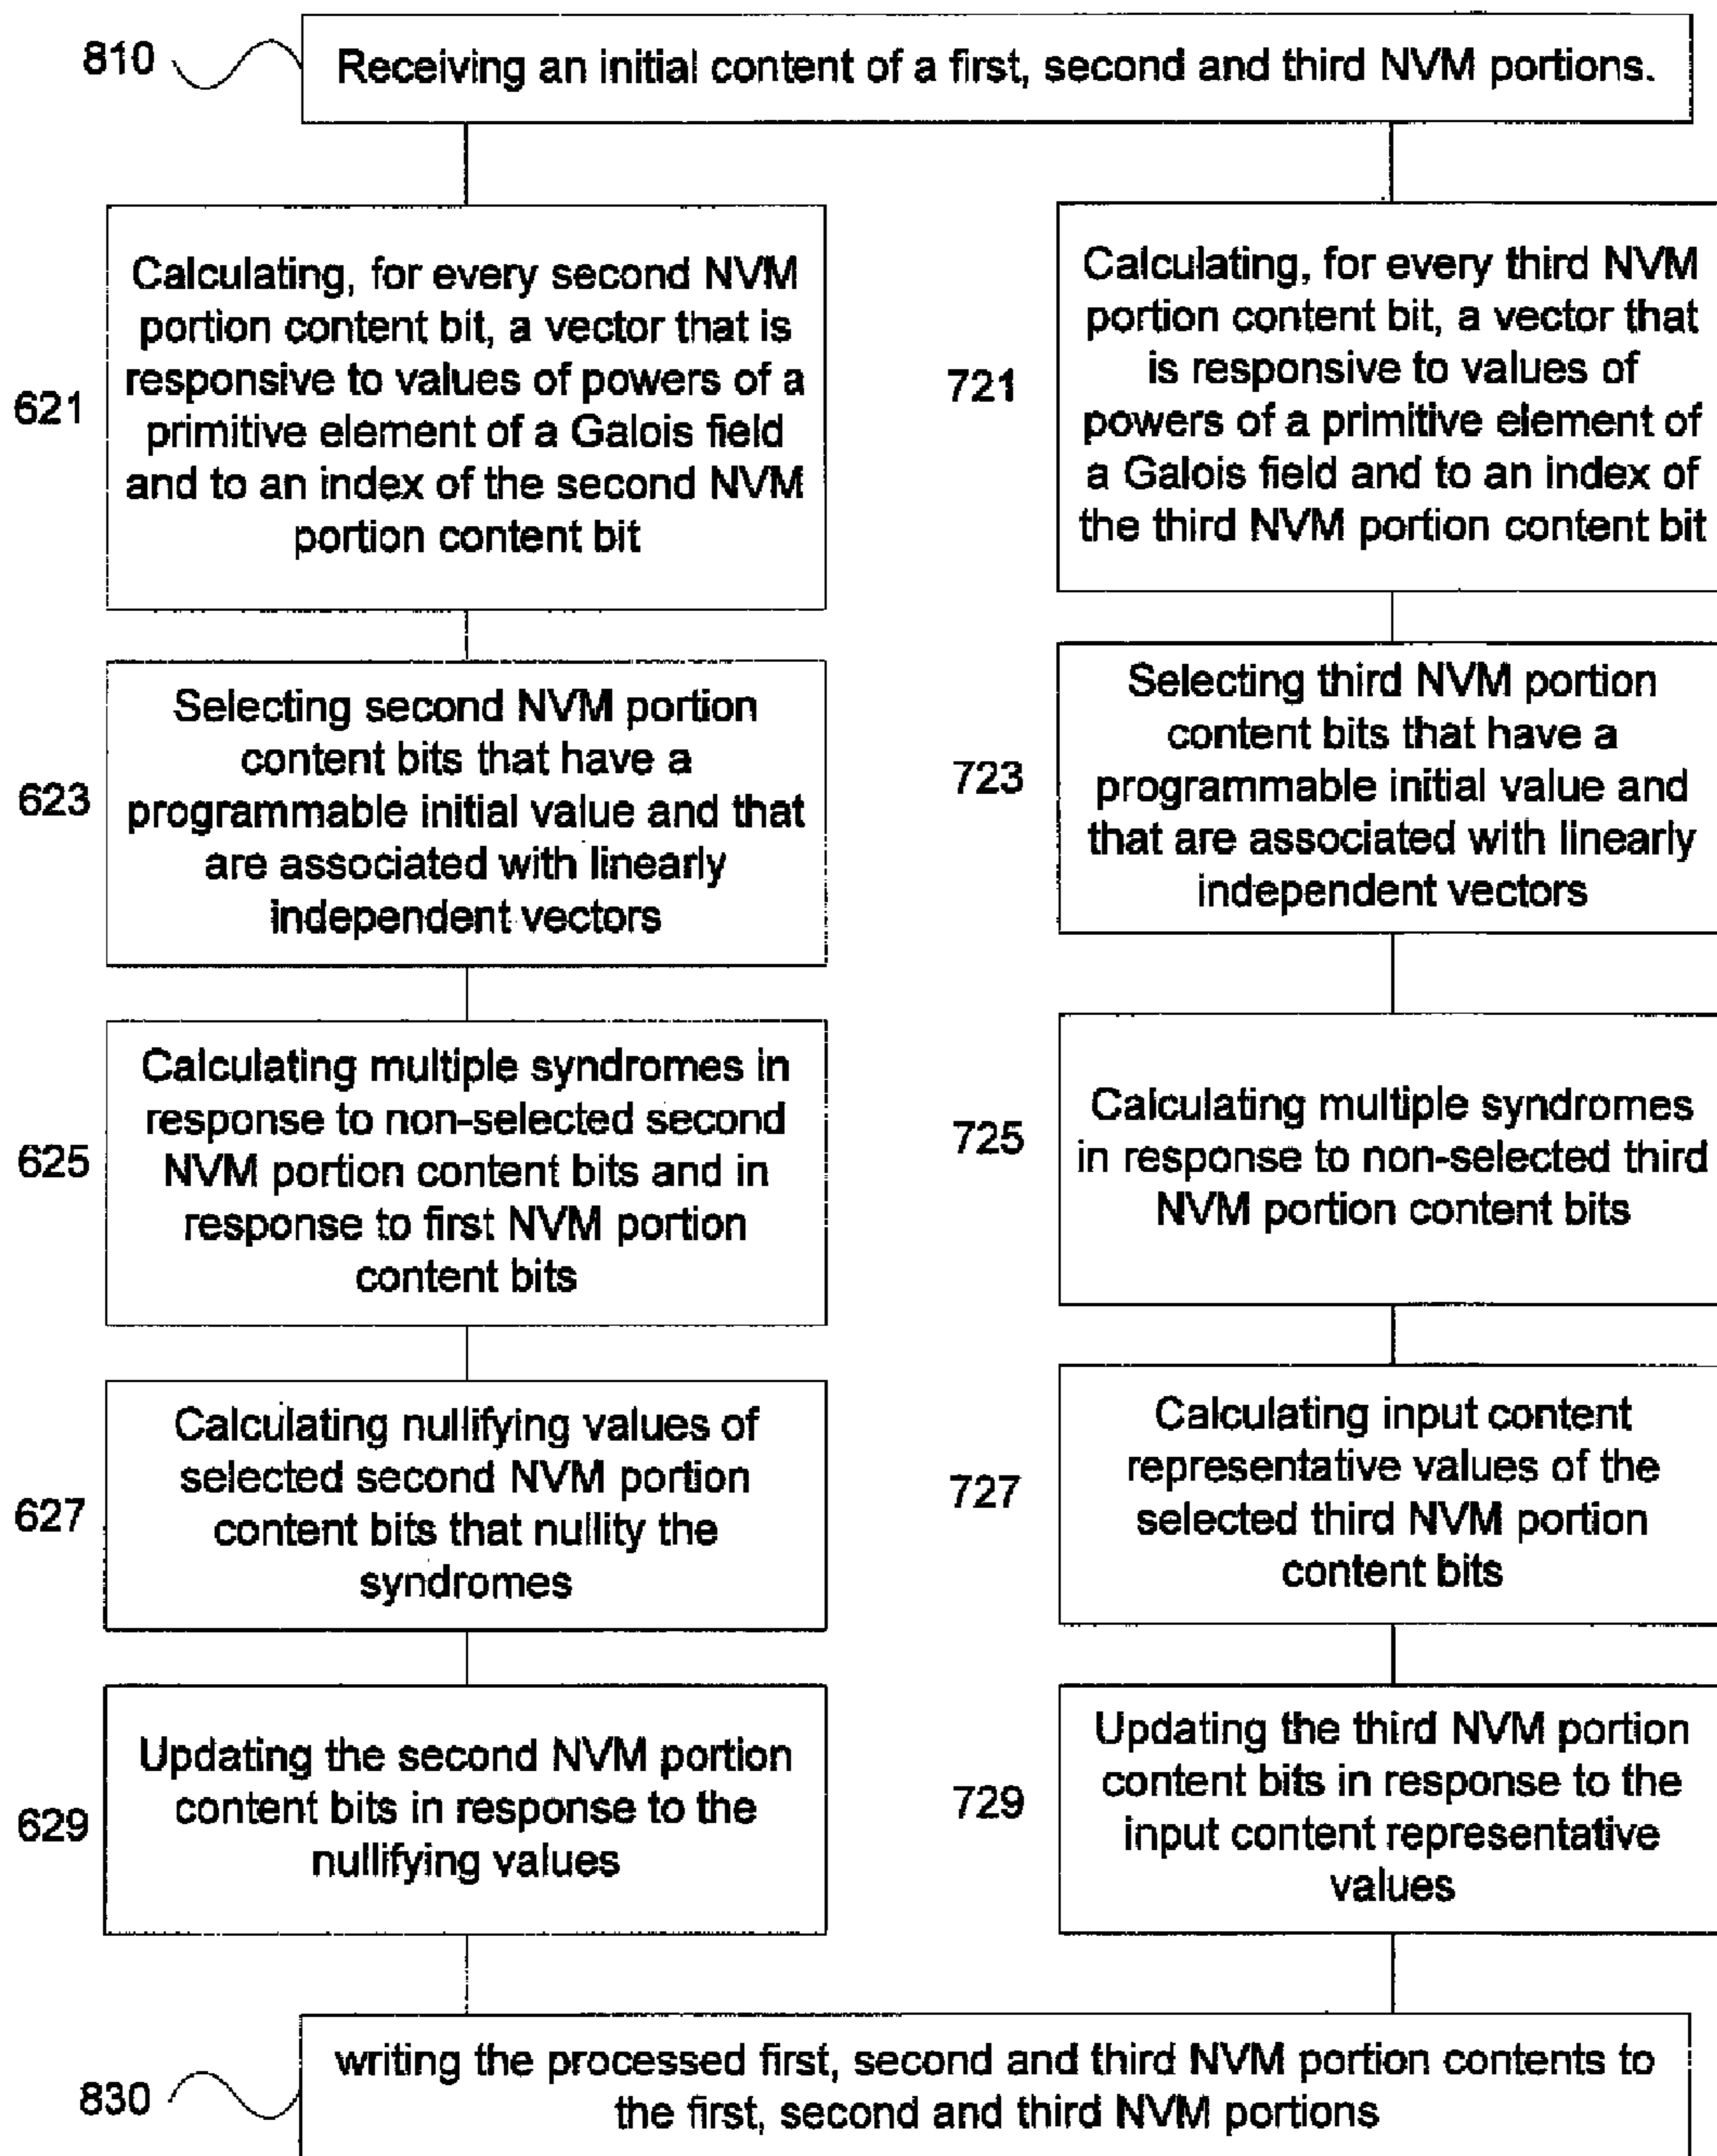 810
Receiving an initial content of a first, second and third NVM portions.
621
Calculating, for every second NVM
portion content bit, a vector that is
responsive to values of powers of a
primitive element of a Galois field
and to an index of the second NVM
portion content bit
721
Calculating, for every third NVM
portion content bit, a vector that
is responsive to values of
powers of a primitive element of
a Galois field and to an index of
the third NVM portion content bit
623
Selecting second NVM portion
content bits that have a
programmable initial value and that
are associated with linearly
independent vectors
723
Selecting third NVM portion
content bits that have a
programmable initial value and
that are associated with linearly
independent vectors
625
Calculating multiple syndromes in
response to non-selected second
NVM portion content bits and in
response to first NVM portion
content bits
725
Calculating multiple syndromes
in response to non-selected third
NVM portion content bits
627
Calculating nullifying values of
selected second NVM portion
content bits that nullity the
syndromes
727
Calculating input content
representative values of the
selected third NVM portion
content bits
629
Updating the second NVM portion
content bits in response to the
nullifying values
729
Updating the third NVM portion
content bits in response to the
input content representative
values
830
writing the processed first, second and third NVM portion contents to
the first, second and third NVM portions